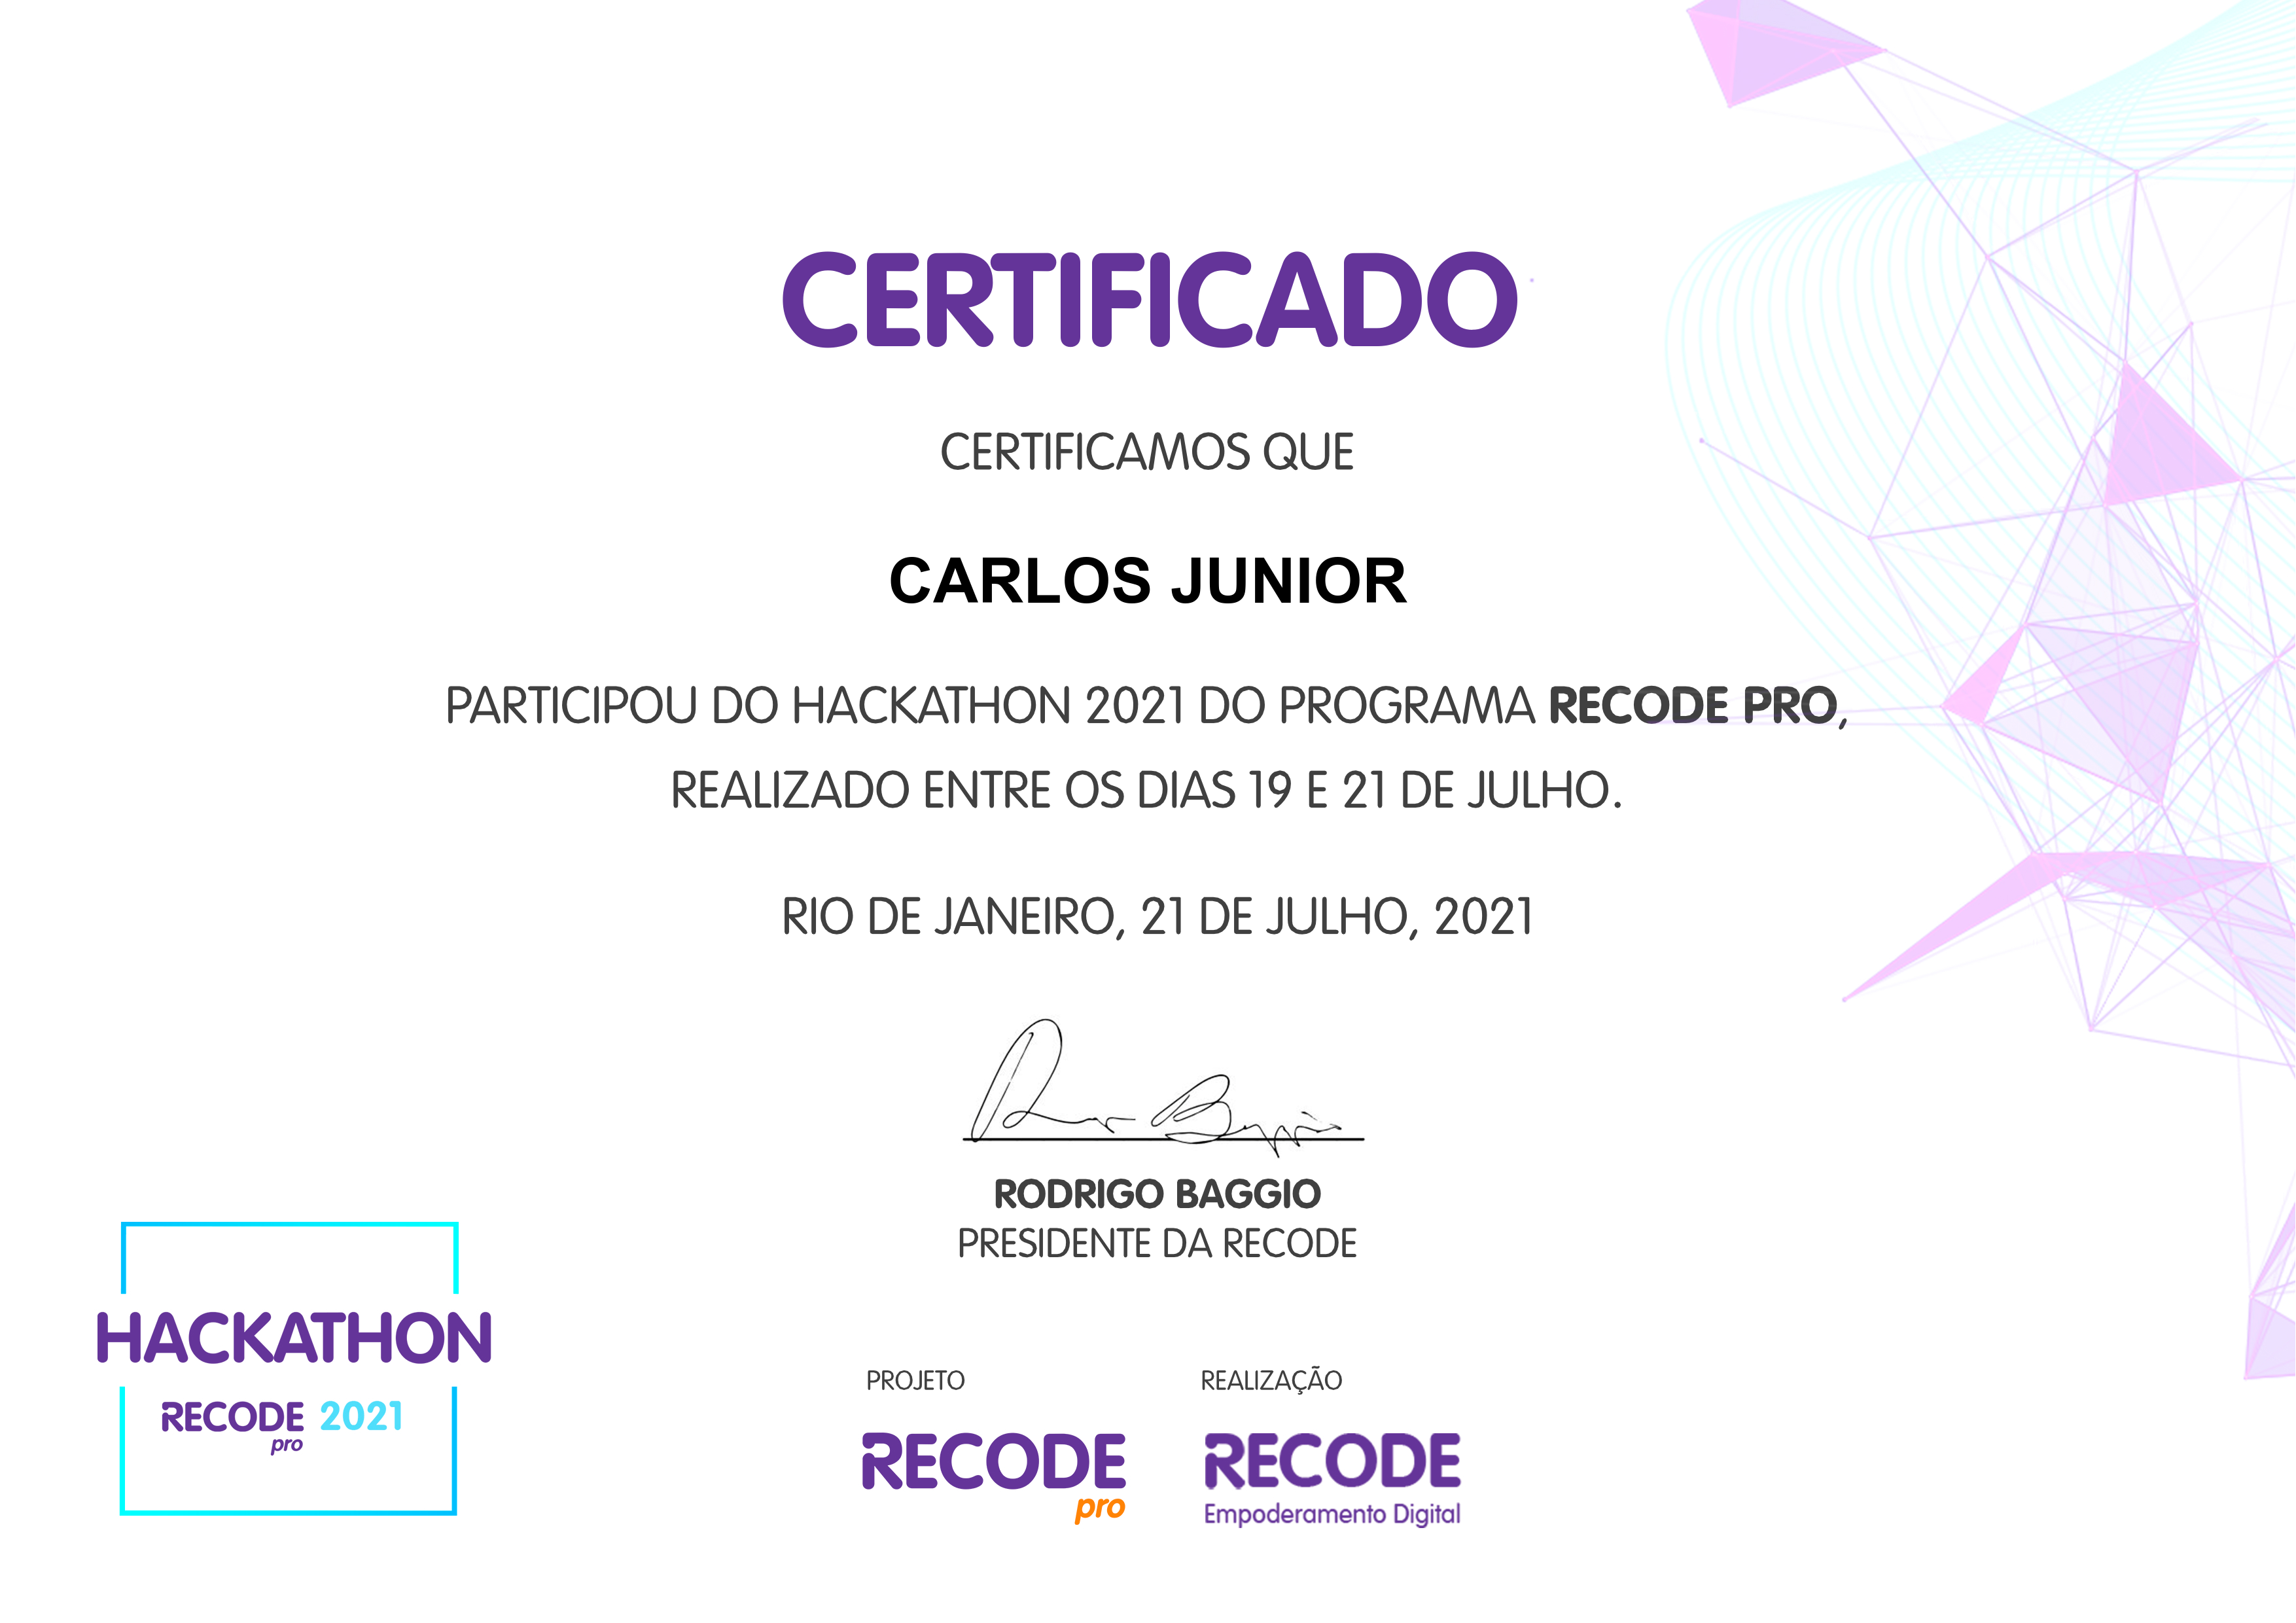 CERTIFICADO
CERTIFICAMOS QUE
CARLOS JUNIOR
PARTICIPOU DO HACKATHON 2021 DO PROGRAMA RECODE PRO,
REALIZADO ENTRE OS DIAS 19 E 21 DE JULHO.
RIO DE JANEIRO, 21 DE JULHO, 2021
RODRIGO BAGGIO
PRESIDENTE DA RECODE
HACKATHON
RECODE 2021
pro
PROJETO
RECODE
pro
REALIZAÇÃO
RECODE
Empoderamento Digital